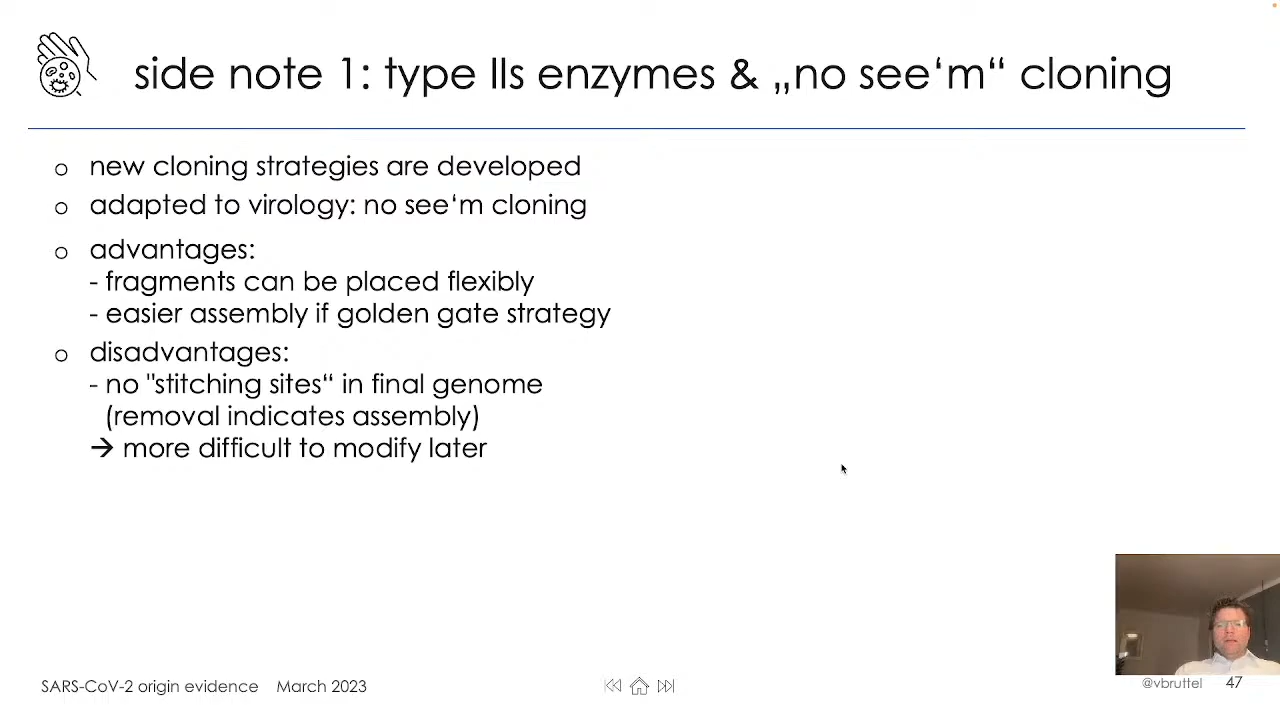 side note 1: type IIs enzymes & „no see‘m“ cloning
o new cloning strategies are developed
o adapted to virology: no see‘m cloning
o advantages:
- fragments can be placed flexibly
- easier assembly if golden gate strategy
o disadvantages:
- no "stitching sites“ in final genome
(removal indicates assembly)
→ more difficult to modify later
SARS-CoV-2 origin evidence March 2023
@vbruttel 47